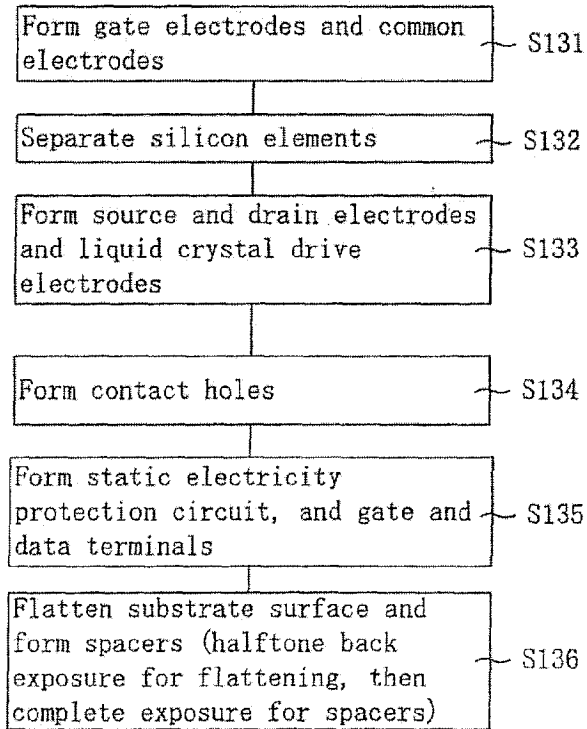 Form gate electrodes and common
electrodes
S131
Separate silicon elements
S132
Form source and drain electrodes
and liquid crystal drive
electrodes
S133
Form contact holes
S134
Form static electricity
protection circuit, and gate and
data terminals
S135
Flatten substrate surface and
form spacers (halftone back
exposure for flattening, then
complete exposure for spacers)
S136